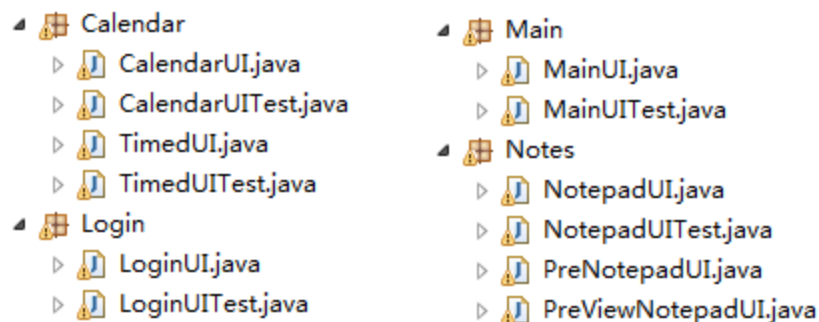 Calendar
CalendarUI.java
CalendarUITest.java
TimedUI.java
TimedUITest.java
Login
LoginUI.java
LoginUITest.java
Main
MainUI.java
MainUITest.java
Notes
NotepadUI.java
NotepadUITest.java
PreNotepadUI.java
PreViewNotepadUI.java